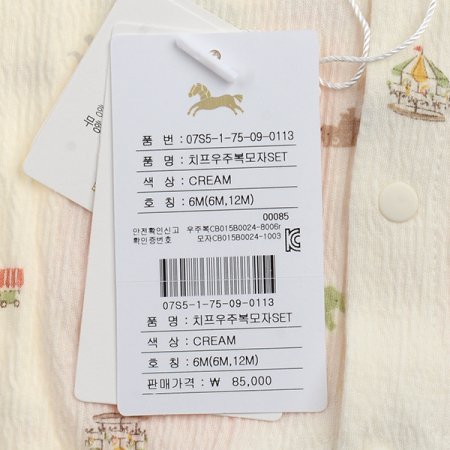 품 번 : 07S5-1-75-09-0113
품 명 : 치프우주복모자SET
색 상 : CREAM
호 칭 : 6M(6M,12M)
00085
안전확인신고 우주복CB015B0024-8006r
확인증번호 모자CB015B0024-1003
07S5-1-75-09-0113
품 명 : 치프우주복모자SET
색 상 : CREAM
호 칭 : 6M(6M,12M)
판매가격 : ₩ 85,000